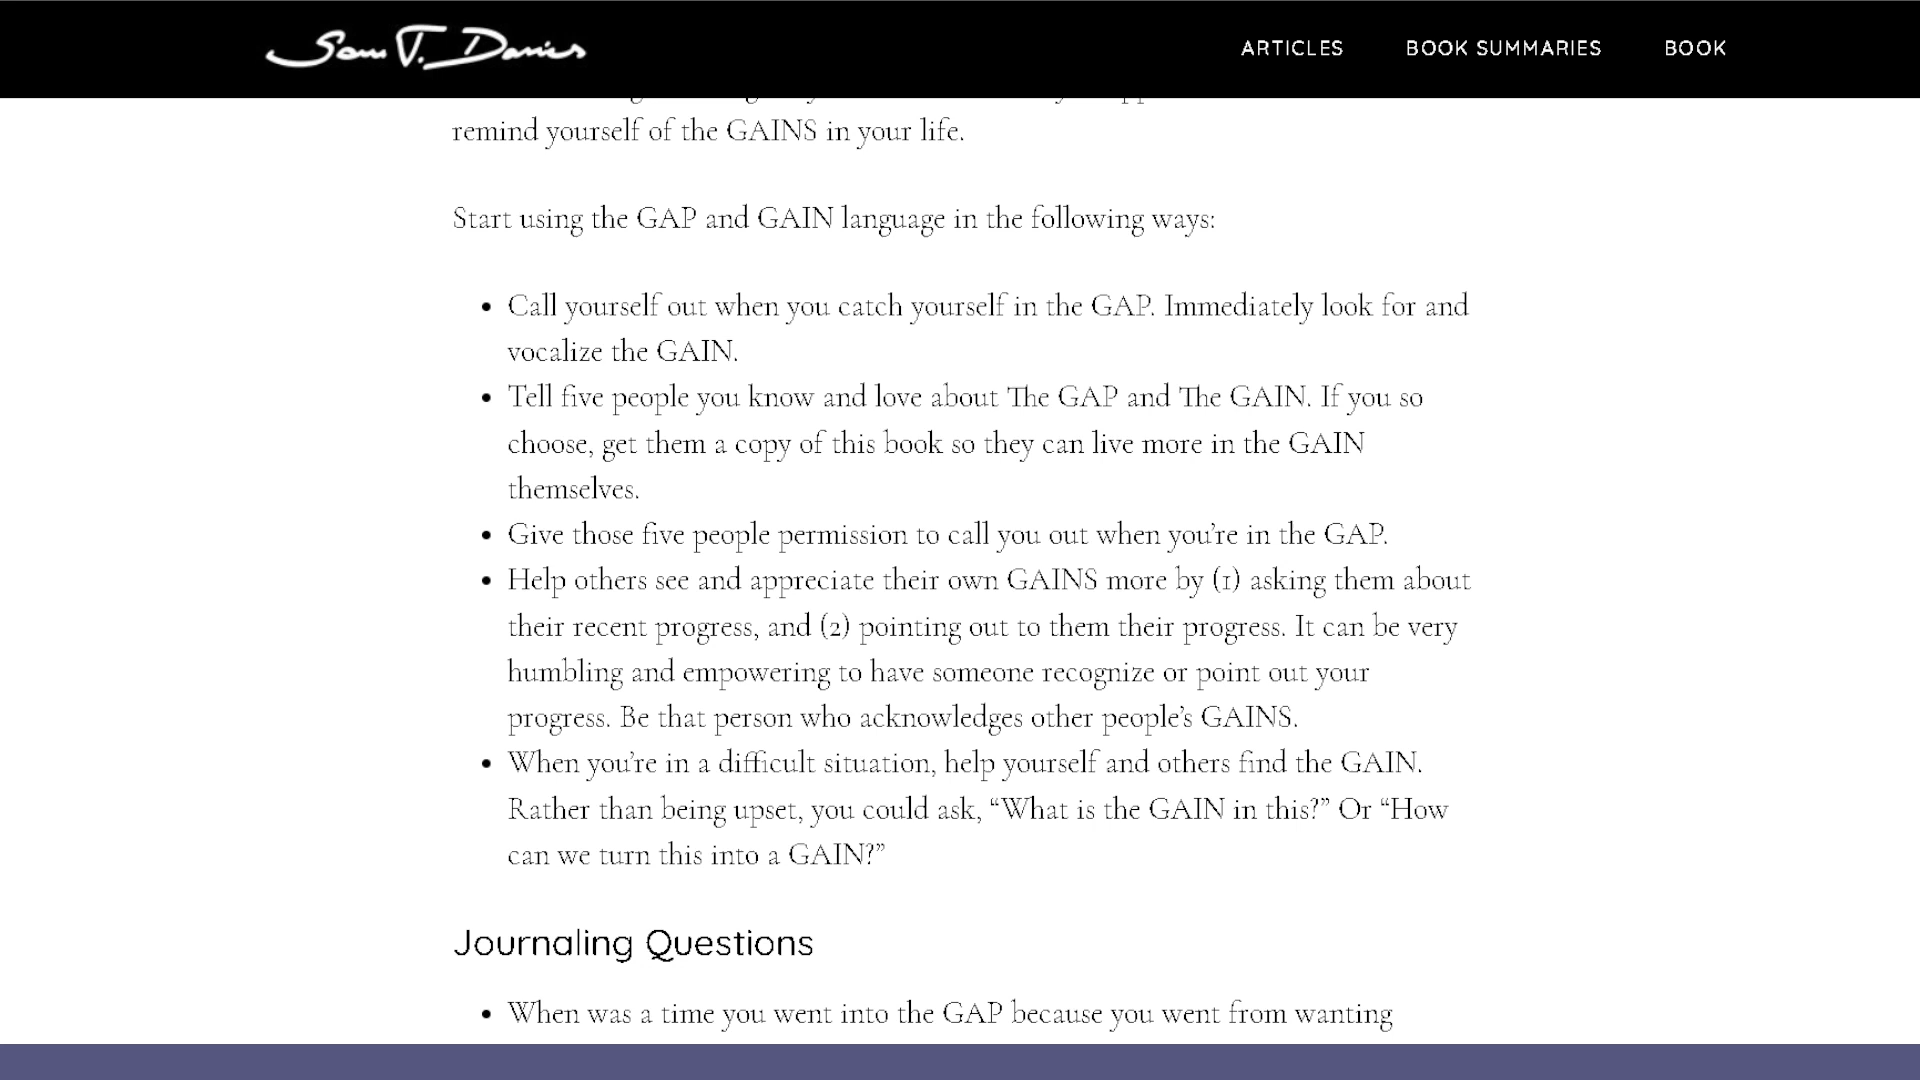 Sam T. Davies
ARTICLES
BOOK SUMMARIES
BOOK
remind yourself of the GAINS in your life.
Start using the GAP and GAIN language in the following ways:
• Call yourself out when you catch yourself in the GAP. Immediately look for and
vocalize the GAIN.
• Tell five people you know and love about The GAP and The GAIN. If you so
choose, get them a copy of this book so they can live more in the GAIN
themselves.
• Give those five people permission to call you out when you’re in the GAP.
• Help others see and appreciate their own GAINS more by (1) asking them about
their recent progress, and (2) pointing out to them their progress. It can be very
humbling and empowering to have someone recognize or point out your
progress. Be that person who acknowledges other people’s GAINS.
• When you’re in a difficult situation, help yourself and others find the GAIN.
Rather than being upset, you could ask, “What is the GAIN in this?” Or “How
can we turn this into a GAIN?”
Journaling Questions
• When was a time you went into the GAP because you went from wanting